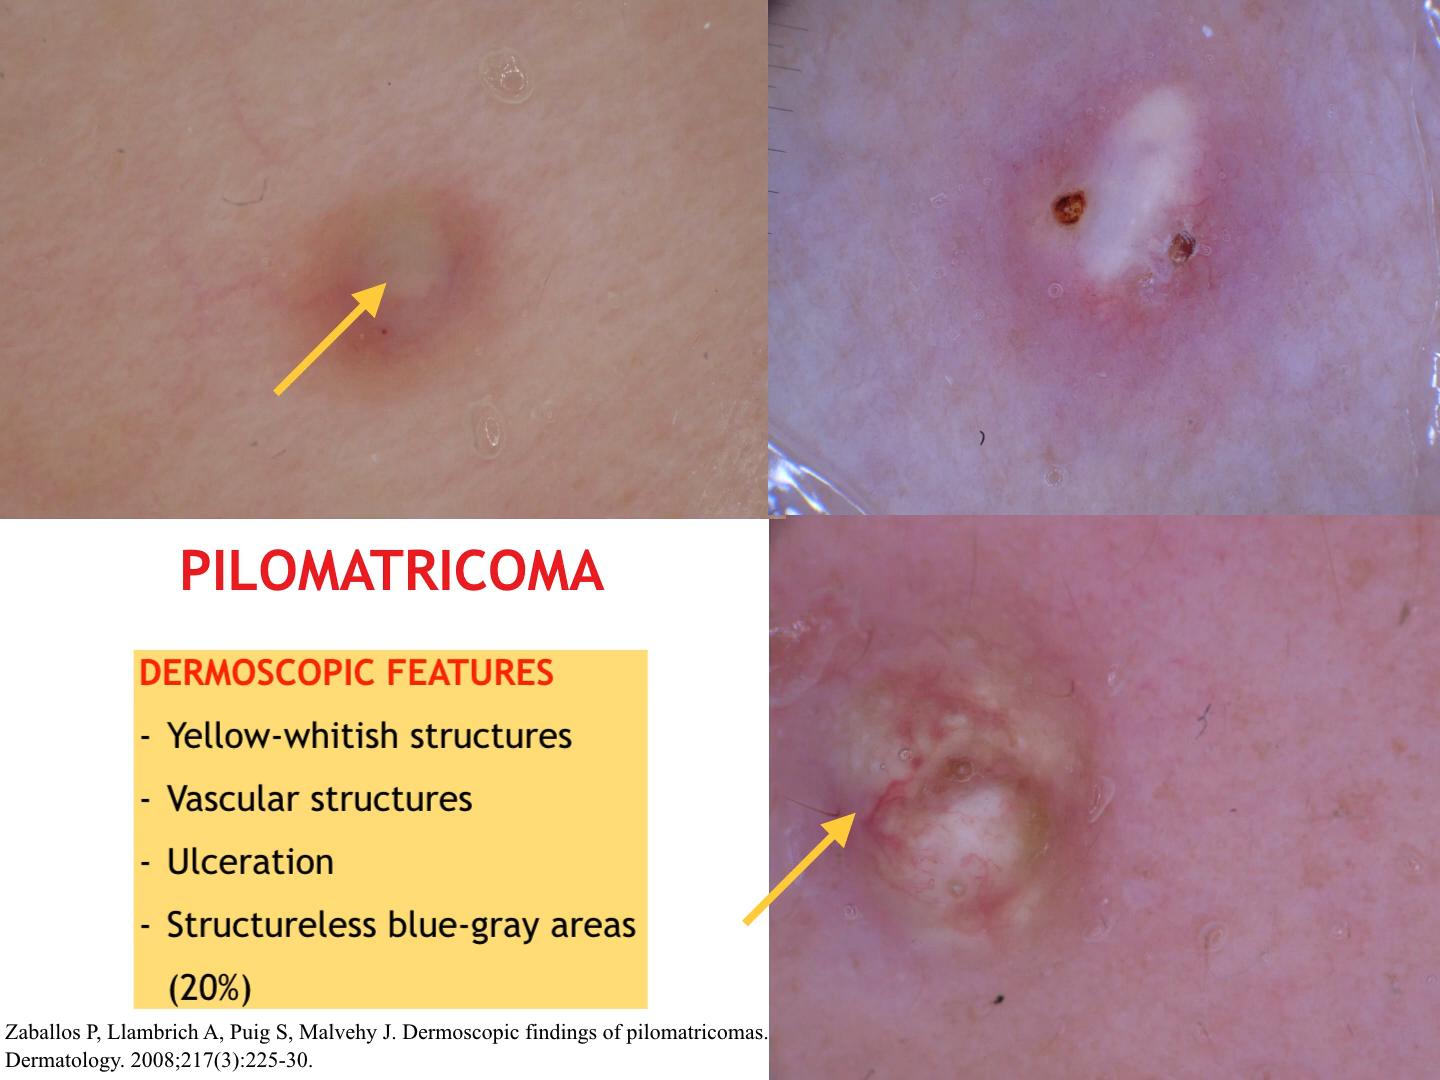 PILOMATRICOMA
DERMOSCOPIC FEATURES
- Yellow-whitish structures
- Vascular structures
- Ulceration
- Structureless blue-gray areas
(20%)
Zaballos P, Llambrich A, Puig S, Malvehy J. Dermoscopic findings of pilomatricomas.
Dermatology. 2008;217(3):225-30.